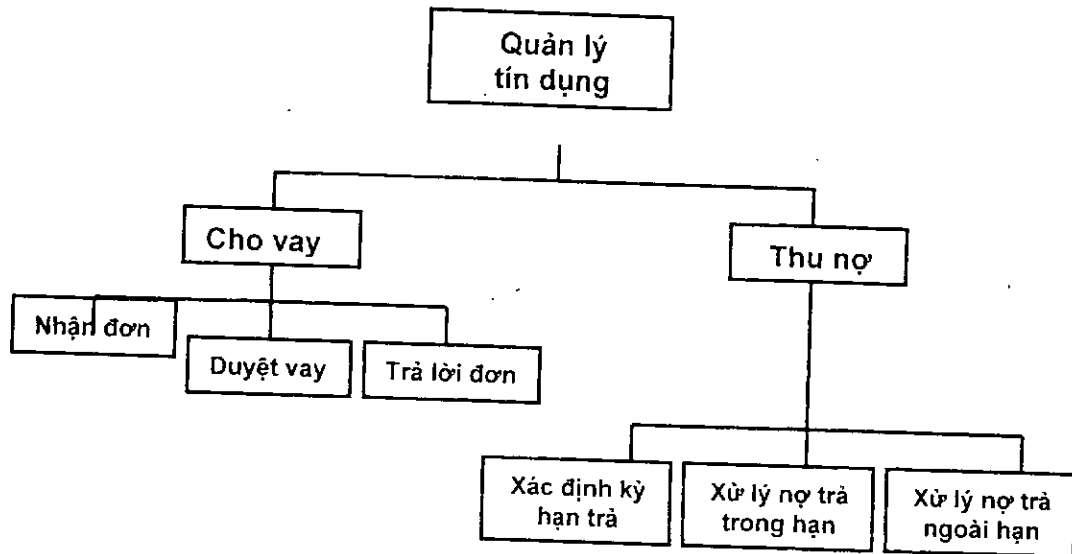 Quản lý
tín dụng
Cho vay
Thu nợ
Nhận đơn
Duyệt vay
Trả lời đơn
Xác định kỳ
hạn trả
Xử lý nợ trả
trong hạn
Xử lý nợ trả
ngoài hạn